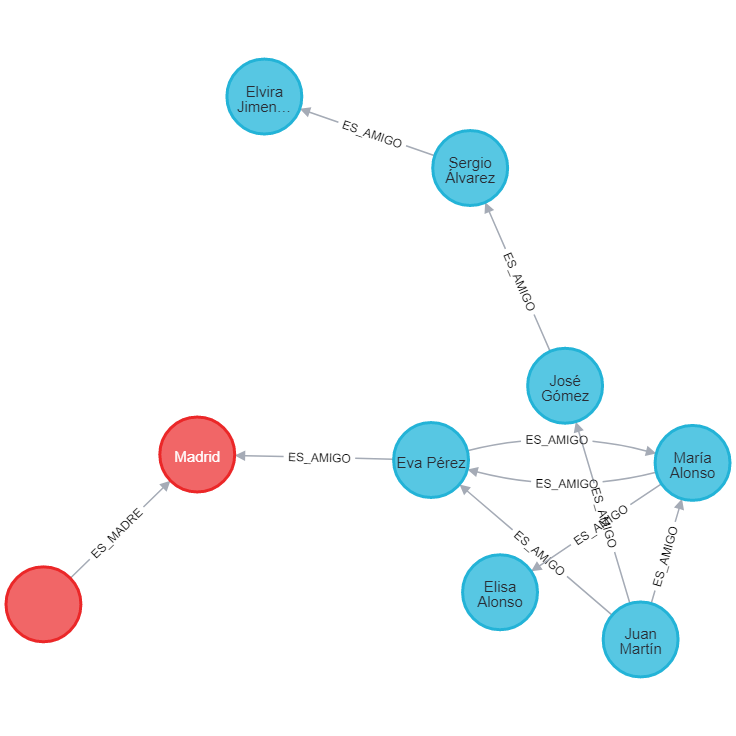 Elvira
Jimen…
ES_AMIGO
Sergio
Álvarez
ES_AMIGO
José
Gómez
ES_AMIGO
Madrid
ES_AMIGO
Eva Pérez
María
Alonso
ES_AMIGO
ES_AMIGO
ES_AMIGO
ES_MADRE
ES_AMIGO
ES_AMIGO
Elisa
Alonso
Juan
Martín